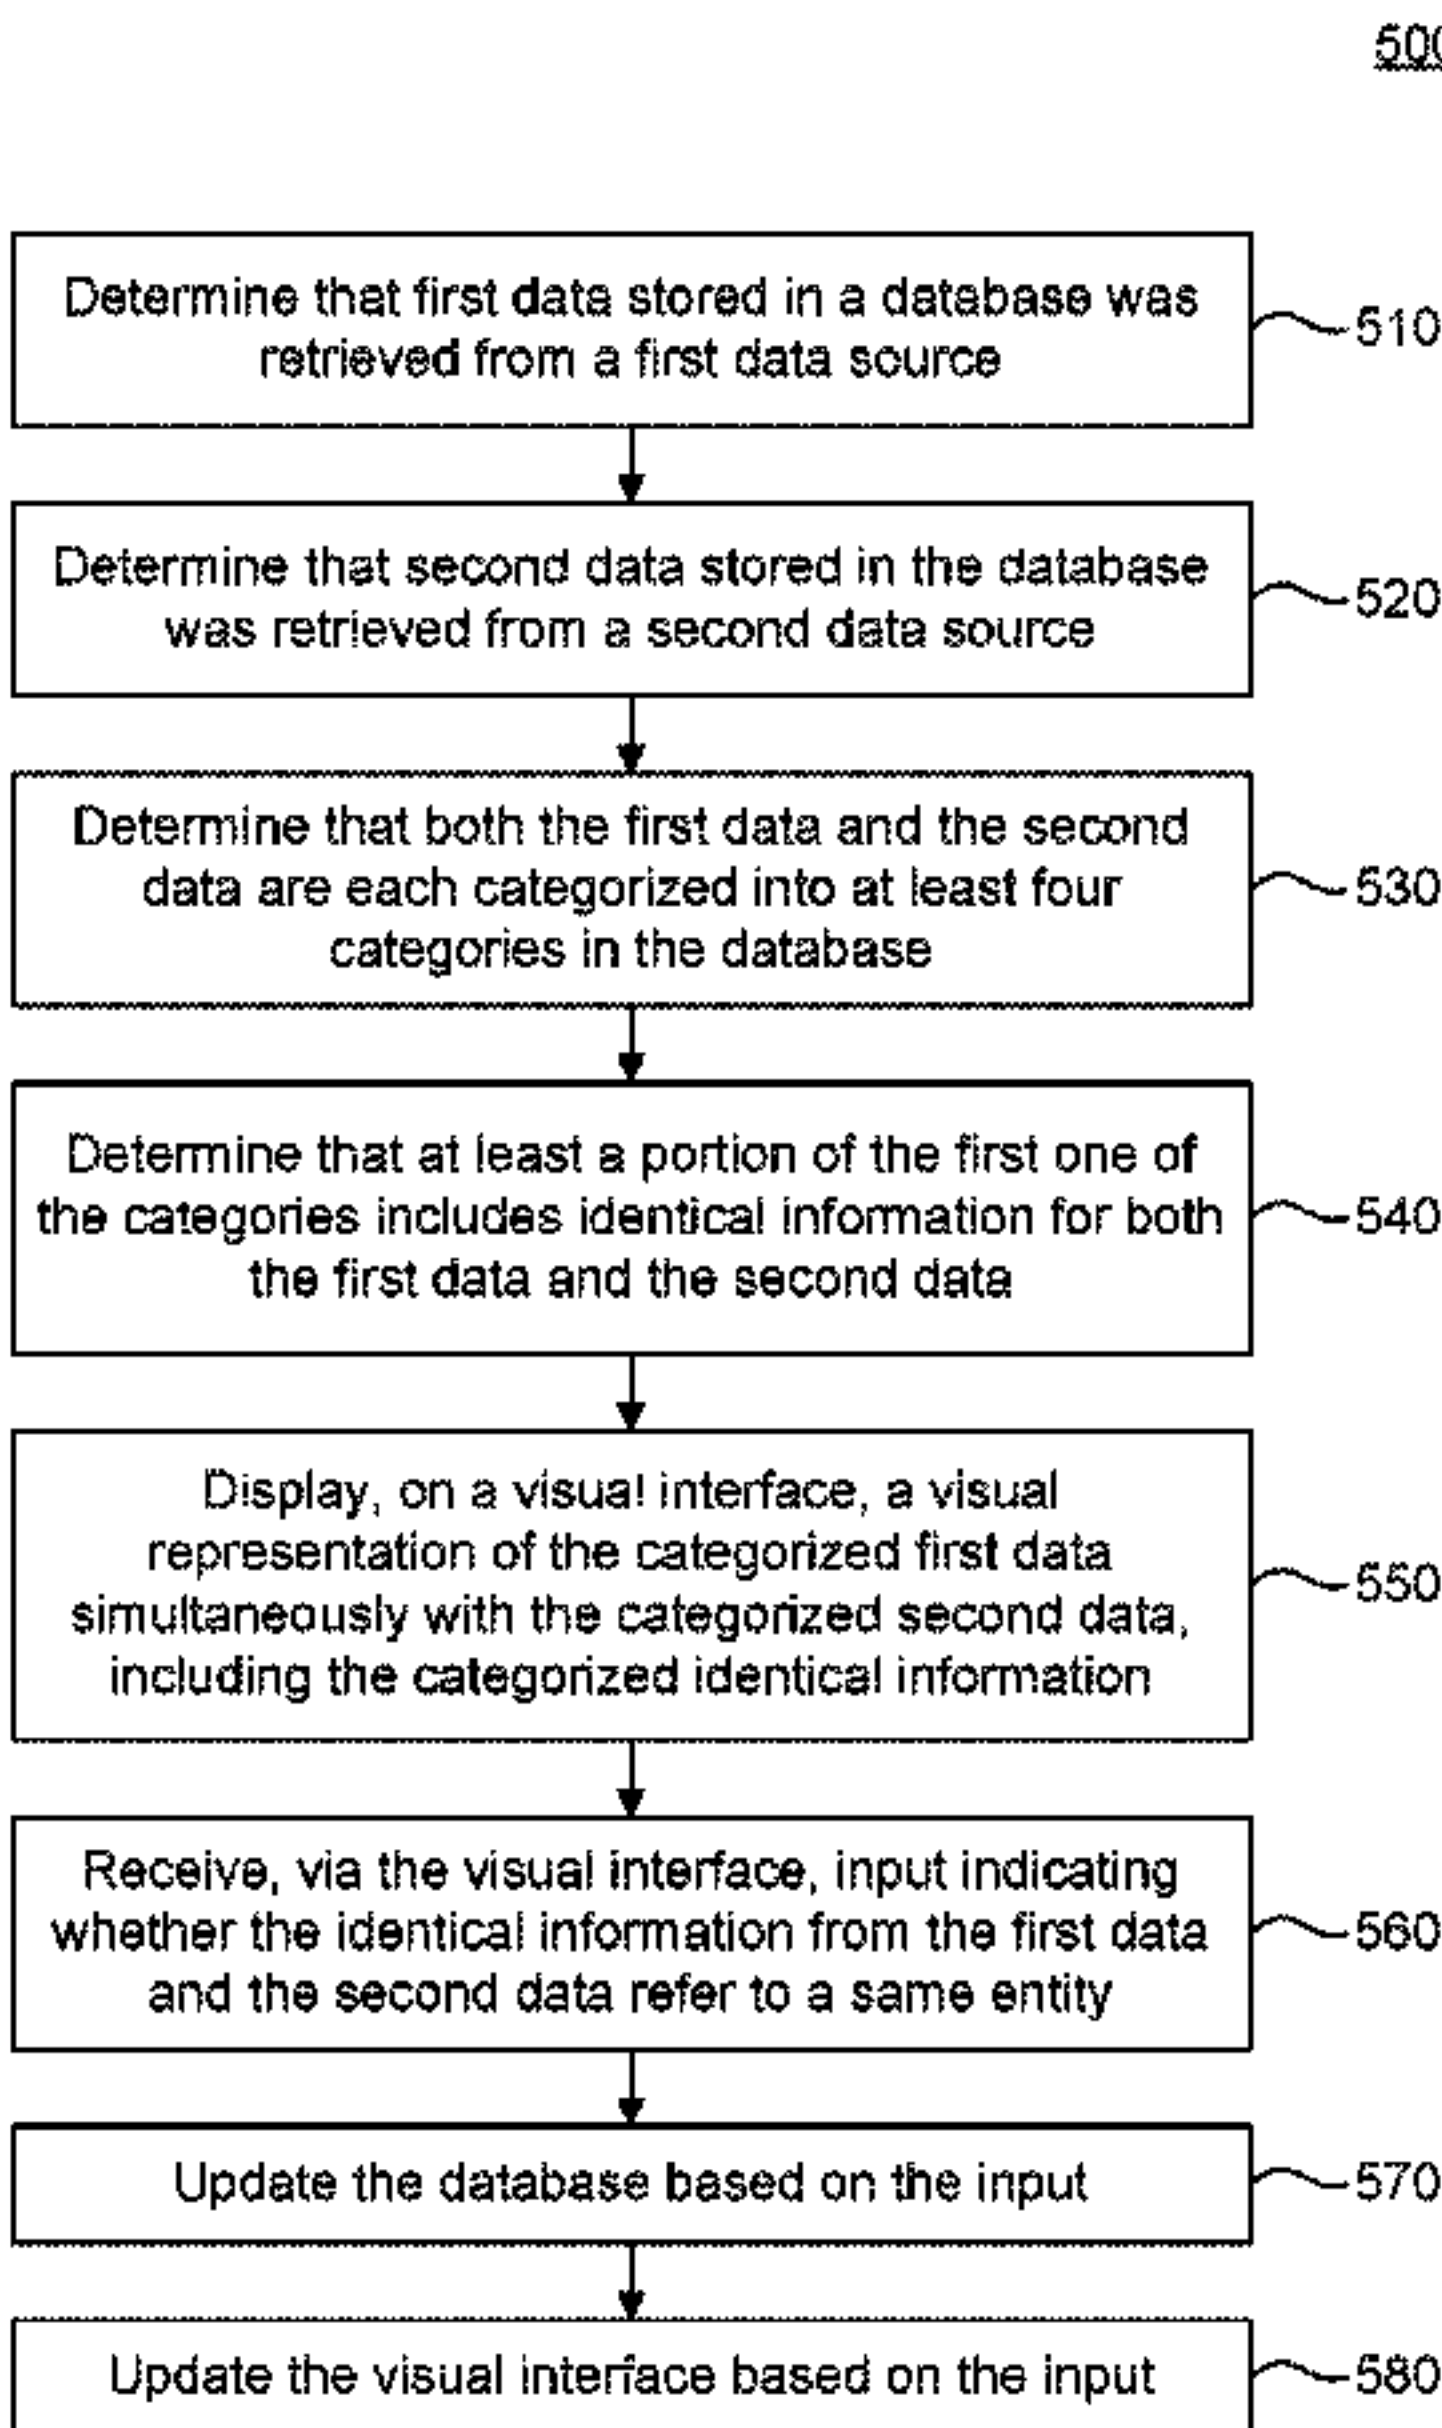 500
Determine that first data stored in a database was
retrieved from a first data source
510
Determine that second data stored in the database
was retrieved from a second data source
520
Determine that both the first data and the second
data are each categorized into at least four
categories in the database
530
Determine that at least a portion of the first one of
the categories includes identical information for both
the first data and the second data
540
Display, on a visual interface, a visual
representation of the categorized first data
simultaneously with the categorized second data,
including the categorized identical information
550
Receive, via the visual interface, input indicating
whether the identical information from the first data
and the second data refer to a same entity
560
Update the database based on the input
570
Update the visual interface based on the input
580